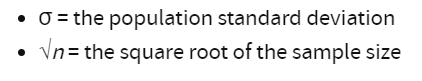 • σ = the population standard deviation
• √n = the square root of the sample size